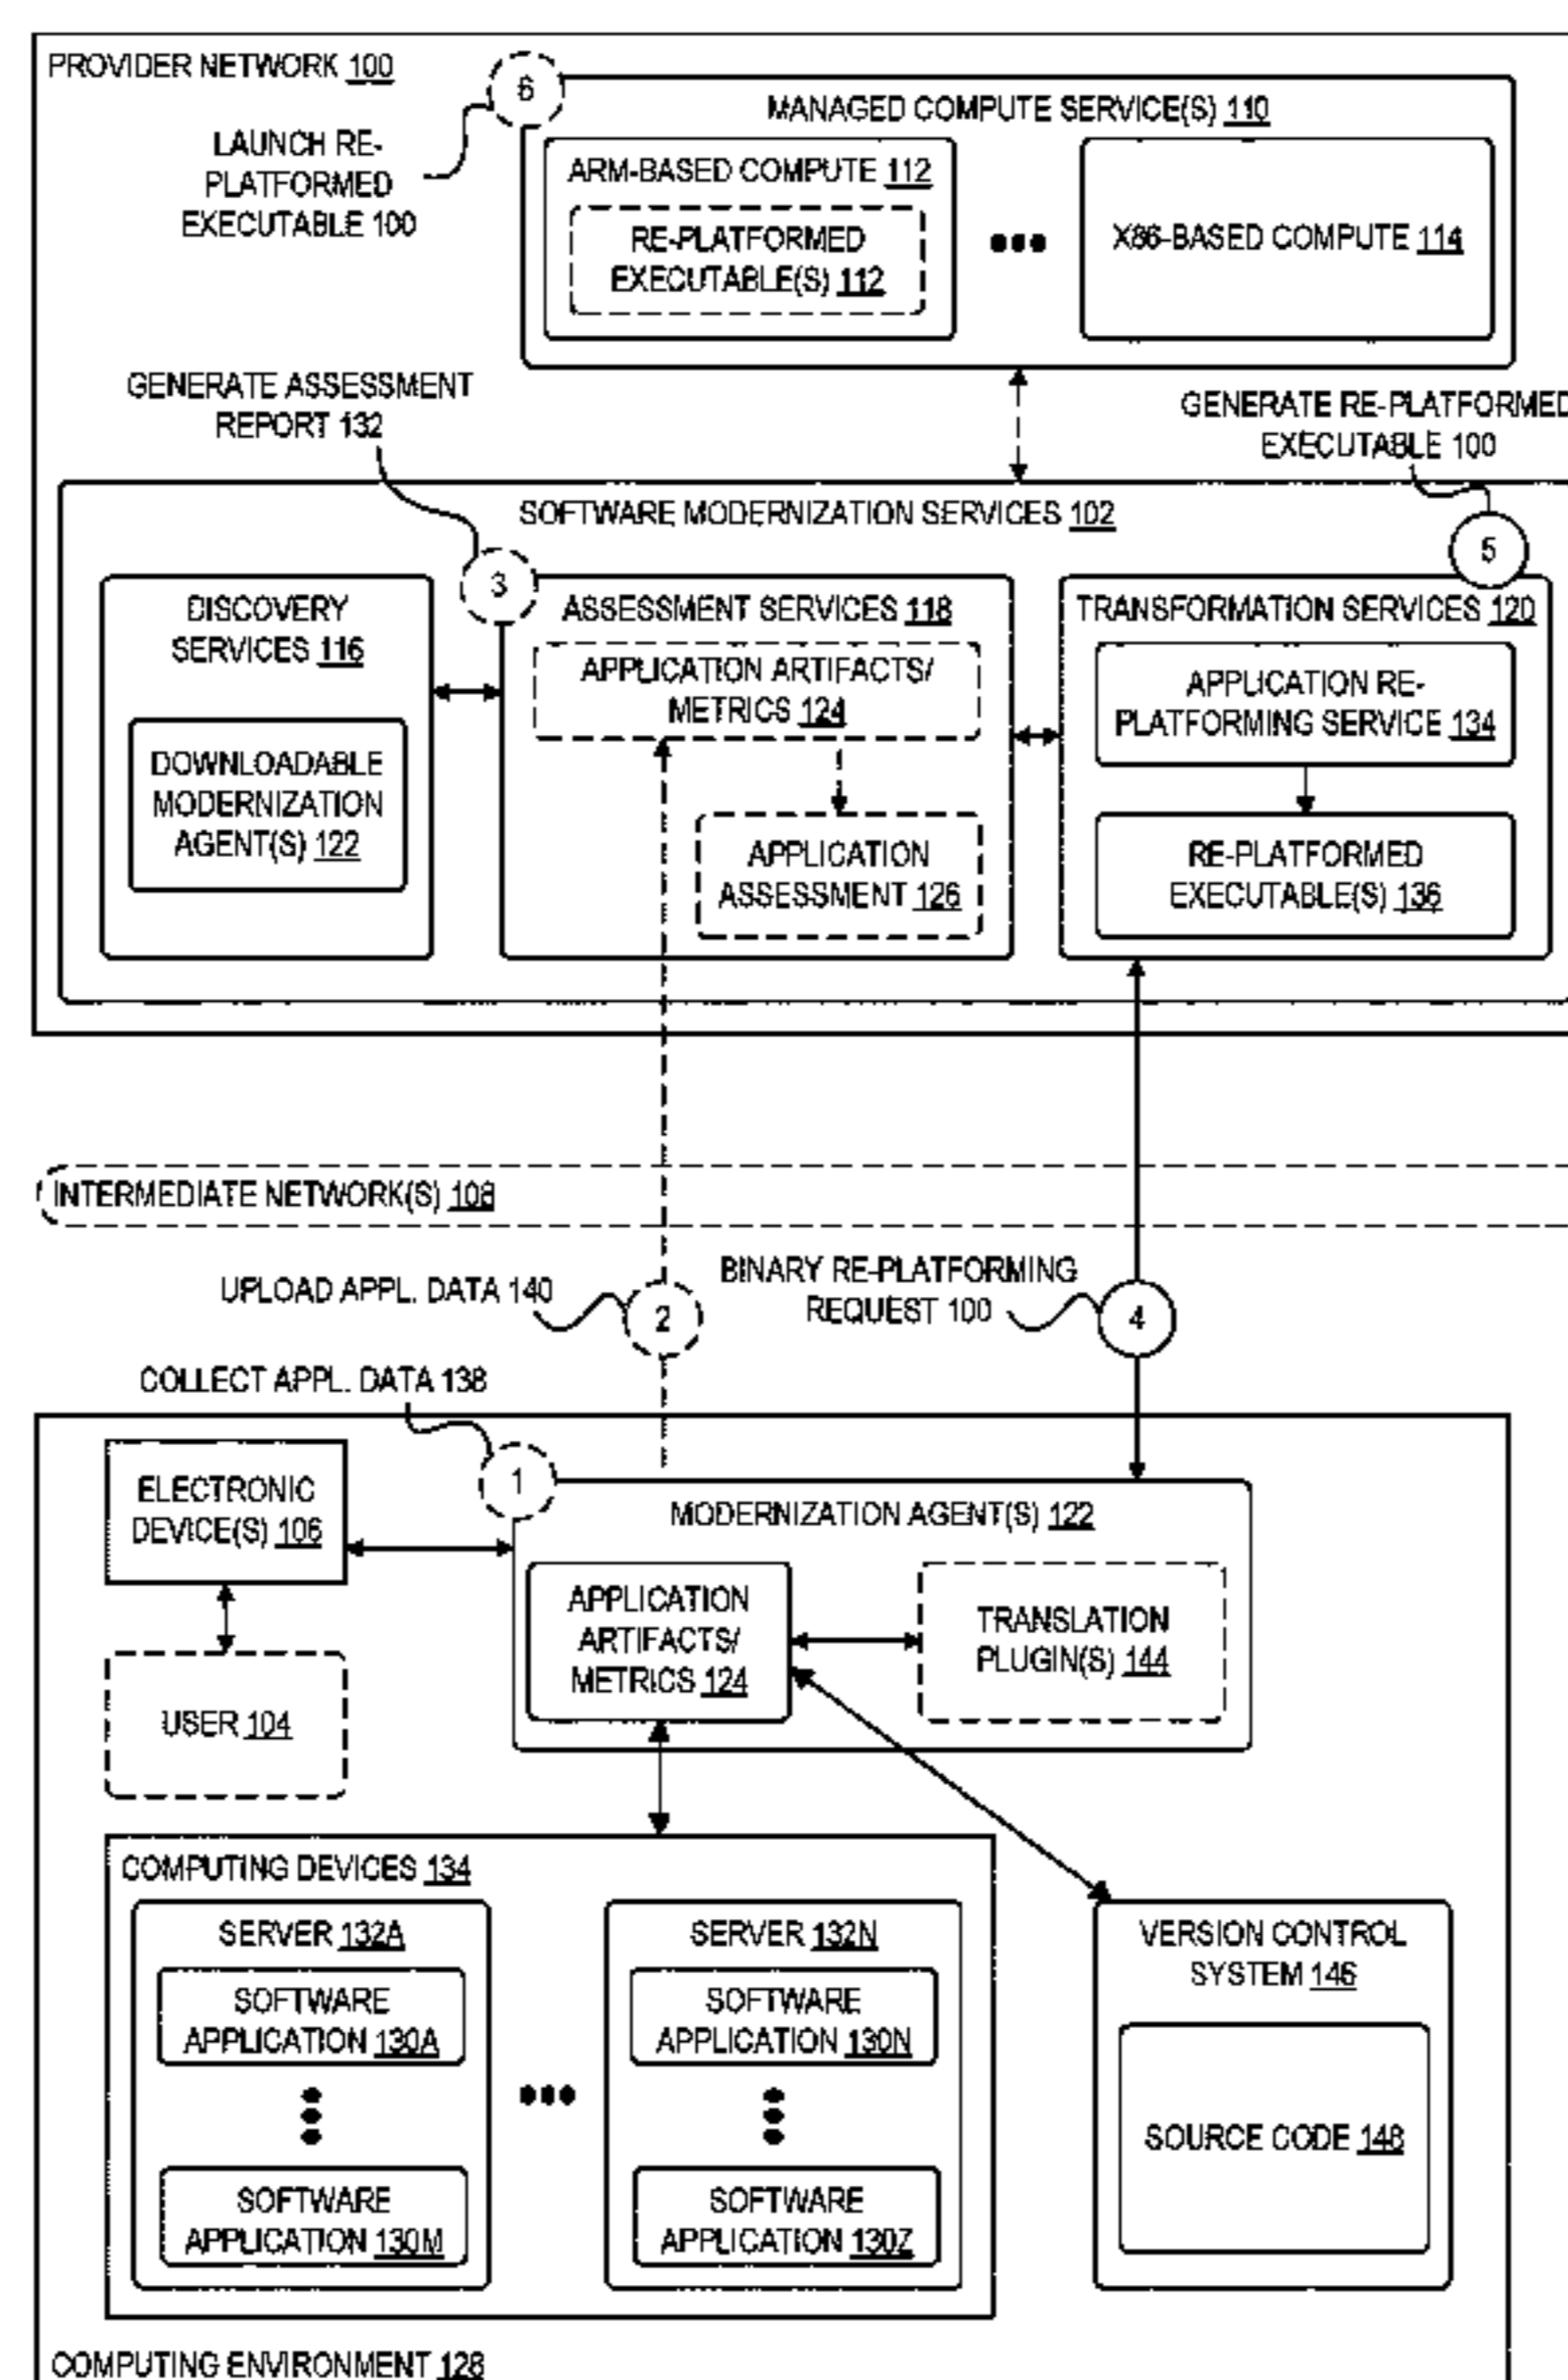 PROVIDER NETWORK 100
6
MANAGED COMPUTE SERVICE(S) 110
LAUNCH RE-
PLATFORMED
EXECUTABLE 100
ARM-BASED COMPUTE 112
RE-PLATFORMED
EXECUTABLE(S) 112
X86-BASED COMPUTE 114
GENERATE ASSESSMENT
REPORT 132
GENERATE RE-PLATFORMED
EXECUTABLE 100
SOFTWARE MODERNIZATION SERVICES 102
5
3
DISCOVERY
SERVICES 116
DOWNLOADABLE
MODERNIZATION
AGENT(S) 122
ASSESSMENT SERVICES 118
APPLICATION ARTIFACTS/
METRICS 124
APPLICATION
ASSESSMENT 126
TRANSFORMATION SERVICES 120
APPLICATION RE-
PLATFORMING SERVICE 134
RE-PLATFORMED
EXECUTABLE(S) 136
INTERMEDIATE NETWORK(S) 108
UPLOAD APPL. DATA 140
2
BINARY RE-PLATFORMING
REQUEST 100
4
COLLECT APPL. DATA 138
1
ELECTRONIC
DEVICE(S) 106
USER 104
MODERNIZATION AGENT(S) 122
APPLICATION
ARTIFACTS/
METRICS 124
TRANSLATION
PLUGIN(S) 144
COMPUTING DEVICES 134
SERVER 132A
SOFTWARE
APPLICATION 130A
SOFTWARE
APPLICATION 130M
SERVER 132N
SOFTWARE
APPLICATION 130N
SOFTWARE
APPLICATION 130Z
VERSION CONTROL
SYSTEM 146
SOURCE CODE 148
COMPUTING ENVIRONMENT 128